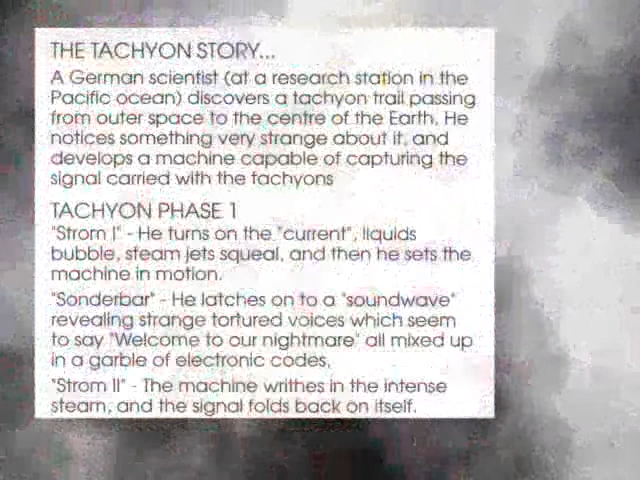 THE TACHYON STORY...
A German scientist (at a research station in the
Pacific ocean) discovers a tachyon trail passing
from outer space to the centre of the Earth. He
notices something very strange about it, and
develops a machine capable of capturing the
signal carried with the tachyons
TACHYON PHASE 1
"Strom I" - He turns on the "current", liquids
bubble, steam jets squeal, and then he sets the
machine in motion.
"Sonderbar" - He latches on to a "soundwave"
revealing strange tortured voices which seem
to say "Welcome to our nightmare" all mixed up
in a garble of electronic codes.
"Strom II" - The machine writhes in the intense
steam, and the signal folds back on itself.